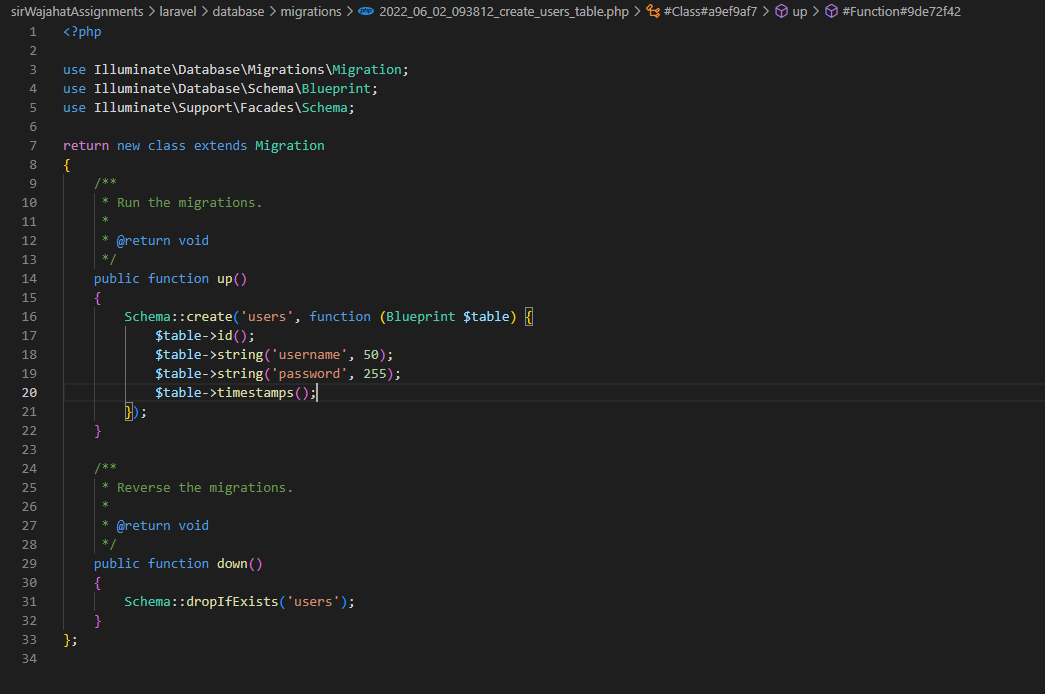 sirWajahatAssignments > laravel > database > migrations > php 2022_06_02_093812_create_users_table.php > #Class#a9ef9af7 > up > #Function#9de72f42
1 <?php
2
3 use Illuminate\Database\Migrations\Migration;
4 use Illuminate\Database\Schema\Blueprint;
5 use Illuminate\Support\Facades\Schema;
6
7 return new class extends Migration
8 {
9     /**
10      * Run the migrations.
11      *
12      * @return void
13      */
14     public function up()
15     {
16         Schema::create('users', function (Blueprint $table) {
17             $table->id();
18             $table->string('username', 50);
19             $table->string('password', 255);
20             $table->timestamps();
21         });
22     }
23
24     /**
25      * Reverse the migrations.
26      *
27      * @return void
28      */
29     public function down()
30     {
31         Schema::dropIfExists('users');
32     }
33 };
34